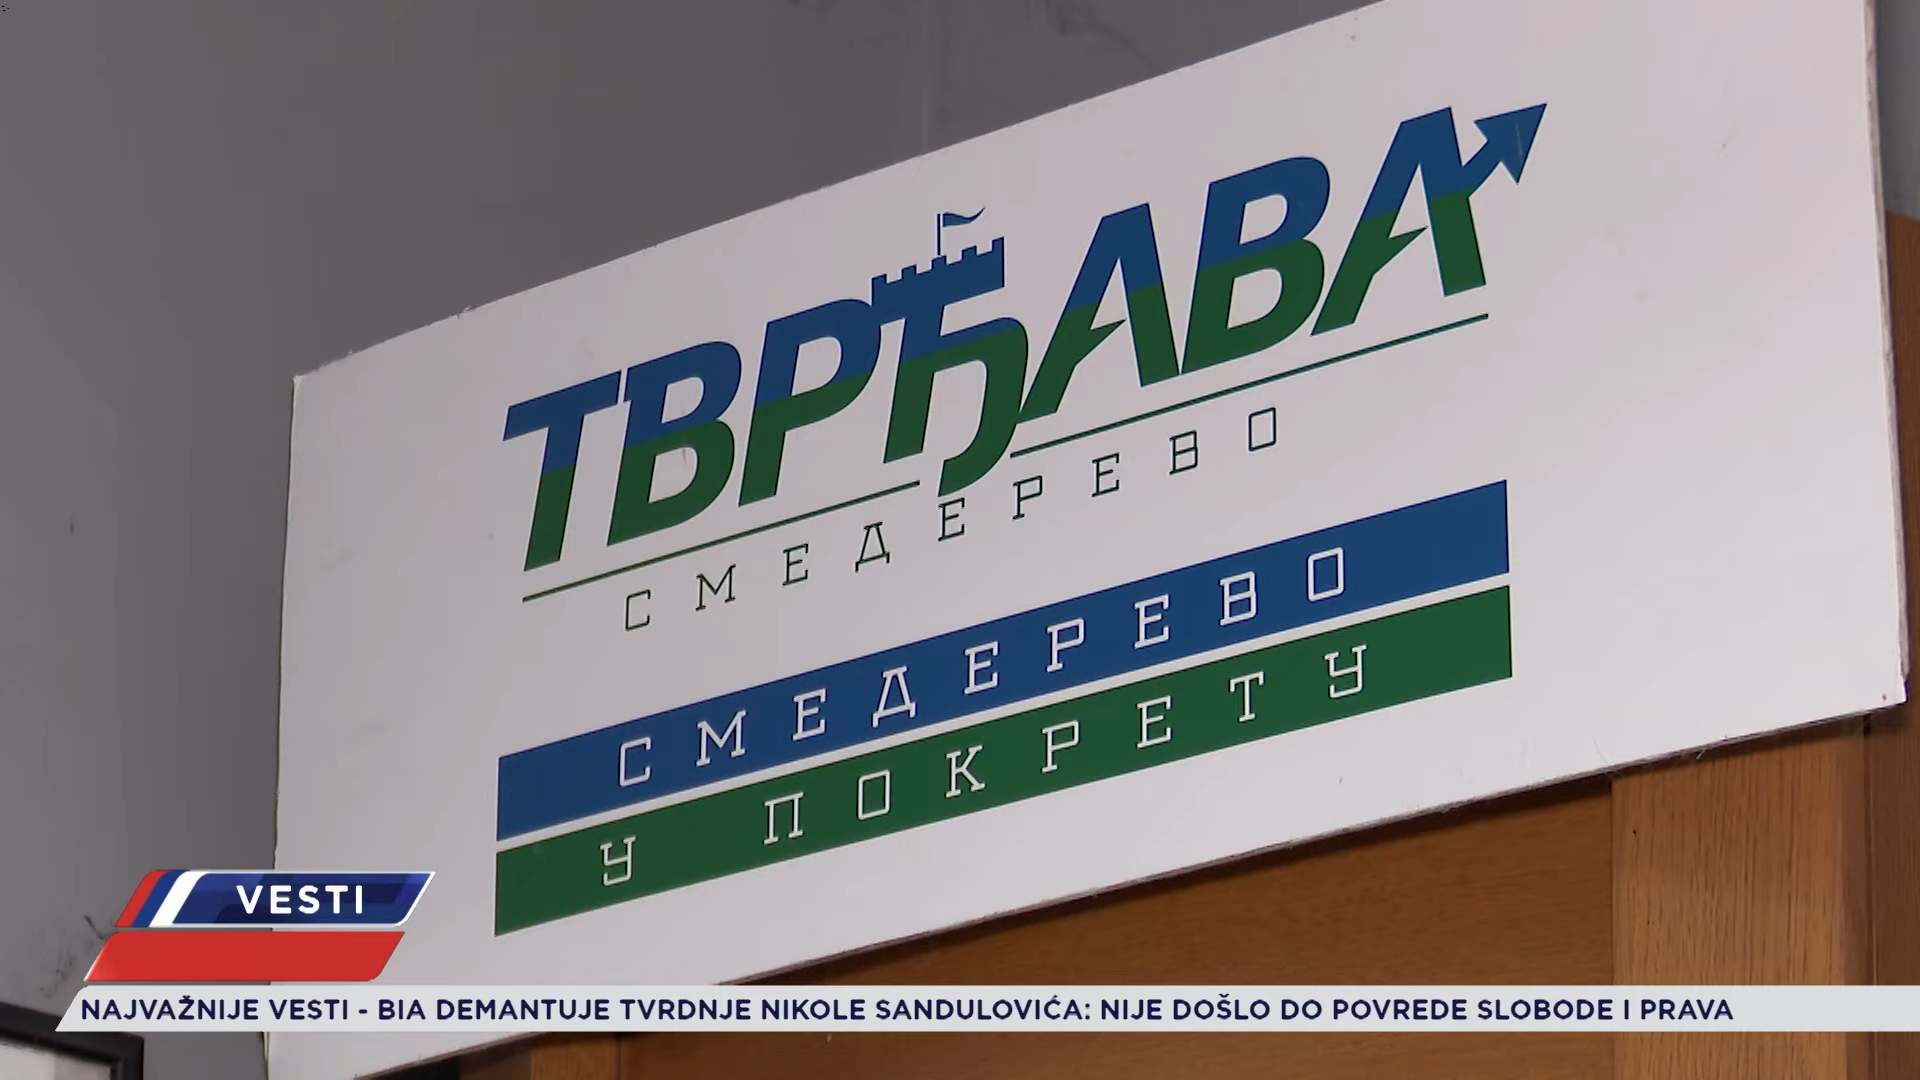 ТВРЂАВА
СМЕДЕРЕВО
СМЕДЕРЕВО
У ПОКРЕТУ
VESTI
NAJVAŽNIJE VESTI - BIA DEMANTUJE TVRDNJE NIKOLE SANDULOVIĆA: NIJE DOŠLO DO POVREDE SLOBODE I PRAVA